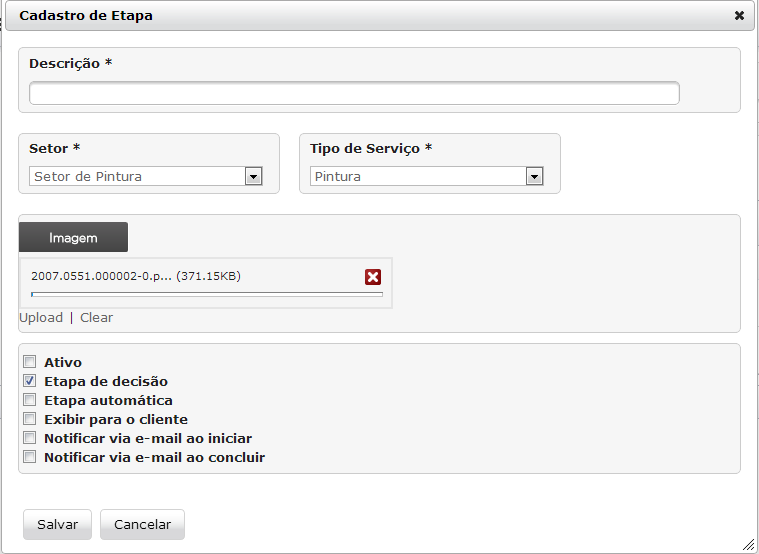 Cadastro de Etapa
Descrição *
Setor *
Tipo de Serviço *
Setor de Pintura
Pintura
Imagem
2007.0551.000002-0.p... (371.15KB)
Upload | Clear
Ativo
Etapa de decisão
Etapa automática
Exibir para o cliente
Notificar via e-mail ao iniciar
Notificar via e-mail ao concluir
Salvar
Cancelar